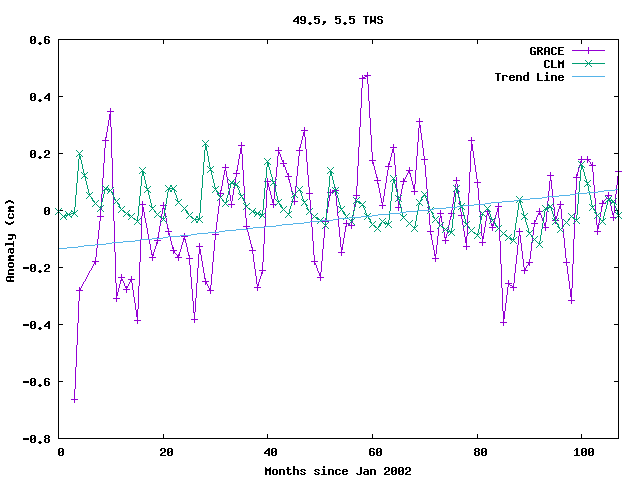 49.5, 5.5 TWS
GRACE
CLM
Trend Line
0.6
0.4
0.2
0
-0.2
-0.4
-0.6
-0.8
Anomaly (cm)
0 20 40 60 80 100
Months since Jan 2002